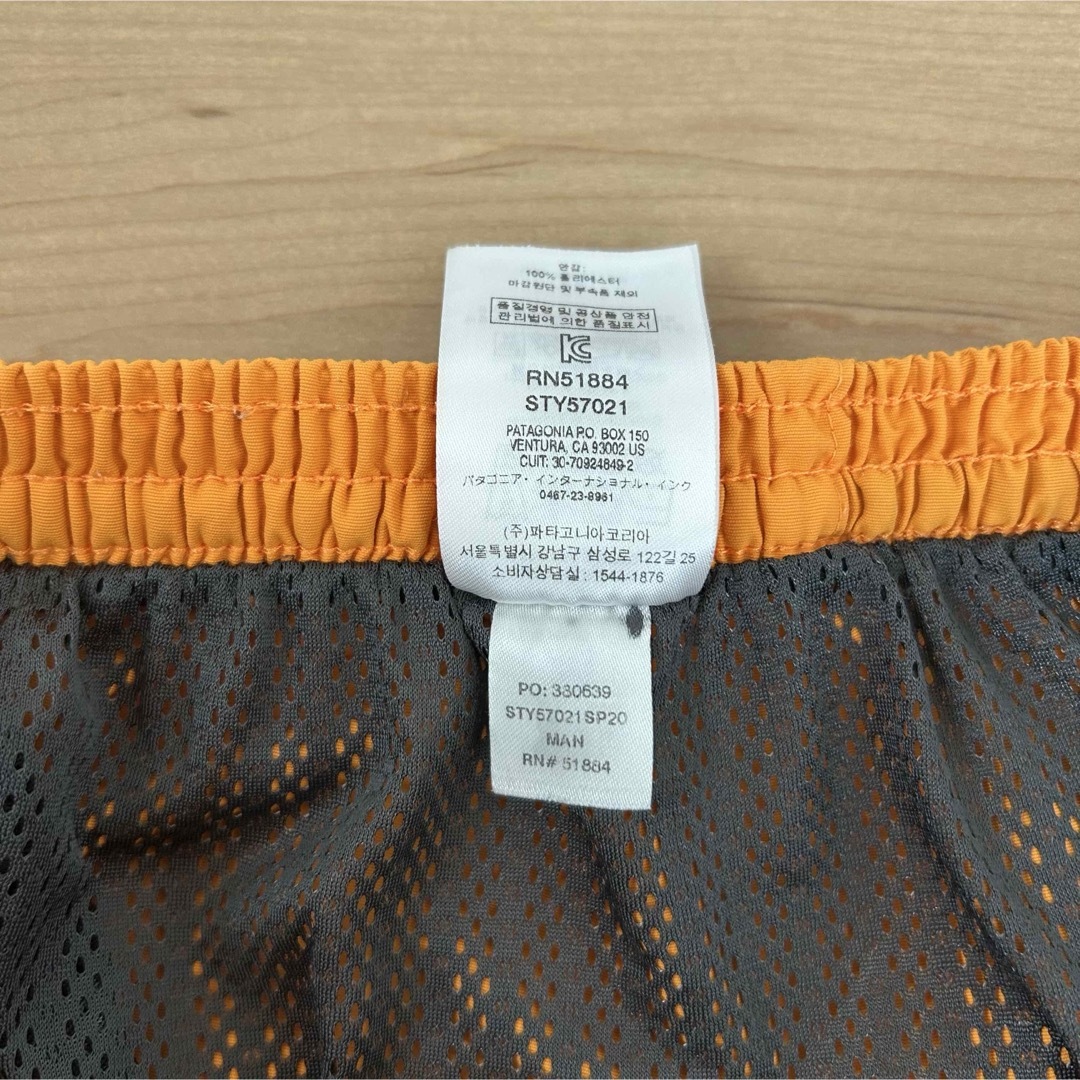 안감:
100% 폴리에스터
마감원단 및 부속품 제외
품질경영 및 공산품 안전
관리법에 의한 품질표시
RN51884
STY57021
PATAGONIA P.O. BOX 150
VENTURA, CA 93002 US
CUIT: 30-70924849-2
パタゴニア・インターナショナル・インク
0467-23-8961
(주)파타고니아코리아
서울특별시 강남구 삼성로 122길 25
소비자상담실 : 1544-1876
PO: 330639
STY57021SP20
MAN
RN# 51884